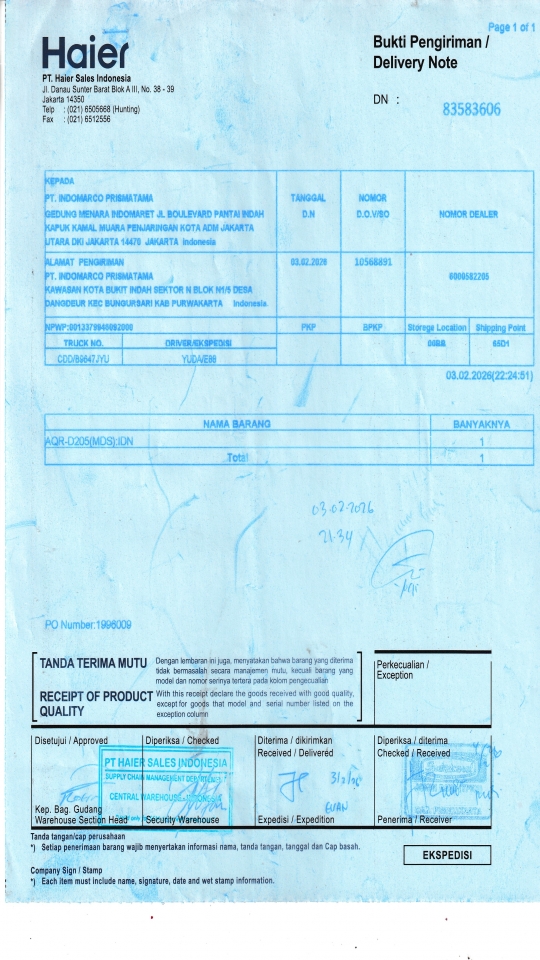 Page 1 of 1
Haier
PT. Haier Sales Indonesia
Jl. Danau Sunter Barat Blok A III, No. 38 - 39
Jakarta 14350
Telp : (021) 6505668 (Hunting)
Fax : (021) 6512556
Bukti Pengiriman /
Delivery Note
DN : 83583606
KEPADA
PT. INDOMARCO PRISMATAMA
GEDUNG MENARA INDOMARET JL BOULEVARD PANTAI INDAH
KAPUK KAMAL MUARA PENJARINGAN KOTA ADM JAKARTA
UTARA DKI JAKARTA 14470 JAKARTA Indonesia
TANGGAL
D.N
NOMOR
D.O.V/SO
NOMOR DEALER
ALAMAT PENGIRIMAN
PT. INDOMARCO PRISMATAMA
KAWASAN KOTA BUKIT INDAH SEKTOR N BLOK N1/5 DESA
DANGDEUR KEC BUNGURSARI KAB PURWAKARTA Indonesia
03.02.2026
10568891
6000582205
NPWP:0013379946092000
PKP
BPKP
Storage Location
Shipping Point
TRUCK NO.
DRIVER/EKSPEDISI
00BB
65D1
CDD/B9647JYU
YUDA/E86
03.02.2026(22:24:51)
NAMA BARANG
BANYAKNYA
AQR-D205(MDS):IDN
1
Total
1
03-02-2026
21.34
PO Number:1996009
TANDA TERIMA MUTU
Dengan lembaran ini juga, menyatakan bahwa barang yang diterima
tidak bermasalah secara manajemen mutu, kecuali barang yang
model dan nomor serinya tertera pada kolom pengecualian
RECEIPT OF PRODUCT
QUALITY
With this receipt declare the goods received with good quality,
except for goods that model and serial number listed on the
exception column
Perkecualian /
Exception
Disetujui / Approved
Diperiksa / Checked
Diterima / dikirimkan
Received / Delivered
Diperiksa / diterima
Checked / Received
PT HAIER SALES INDONESIA
SUPPLY CHAIN MANAGEMENT DEPARTMENT
CENTRAL WAREHOUSE - INDONESIA
3/2/26
EUAN
Kep. Bag. Gudang
Warehouse Section Head
Security Warehouse
Expedisi / Expedition
Penerima / Receiver
Tanda tangan/cap perusahaan
*) Setiap penerimaan barang wajib menyertakan informasi nama, tanda tangan, tanggal dan Cap basah.
EKSPEDISI
Company Sign / Stamp
*) Each item must include name, signature, date and wet stamp information.